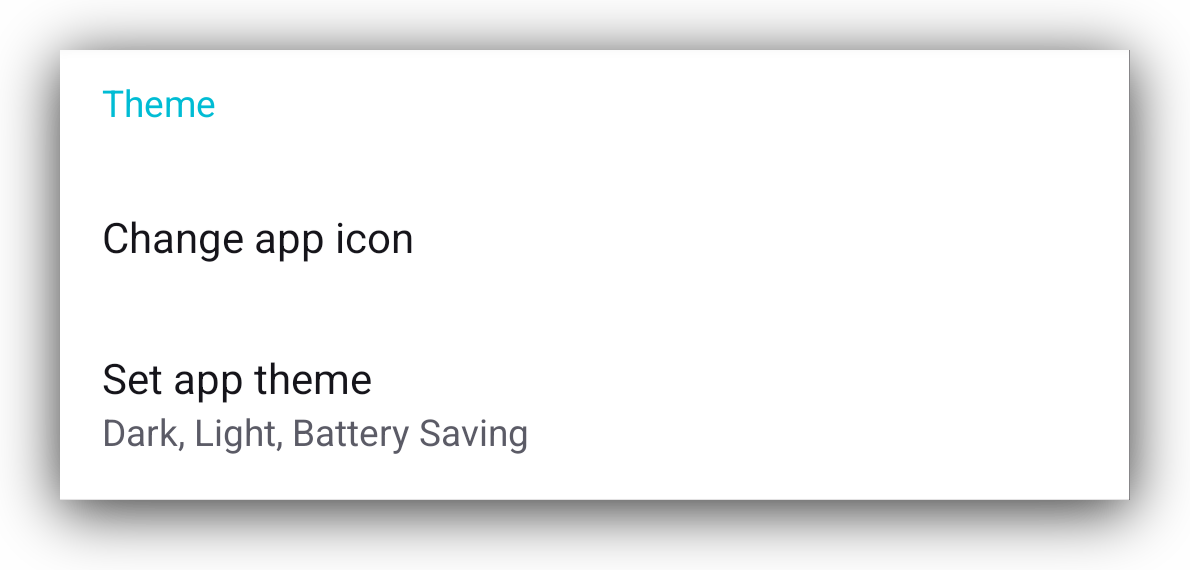 Theme
Change app icon
Set app theme
Dark, Light, Battery Saving